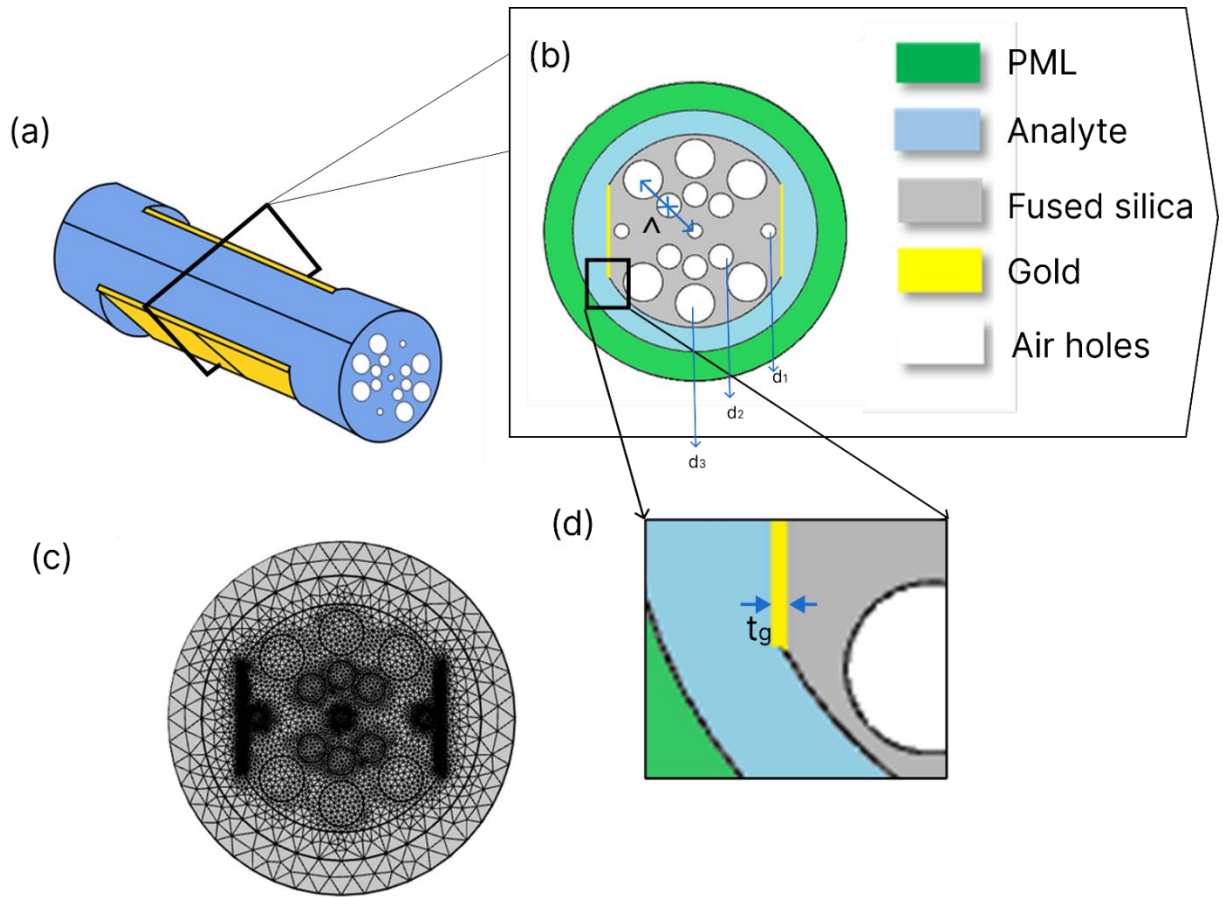 (a)
(b)
PML
Analyte
Fused silica
Gold
Air holes
^
d1
d2
d3
(c)
(d)
tg